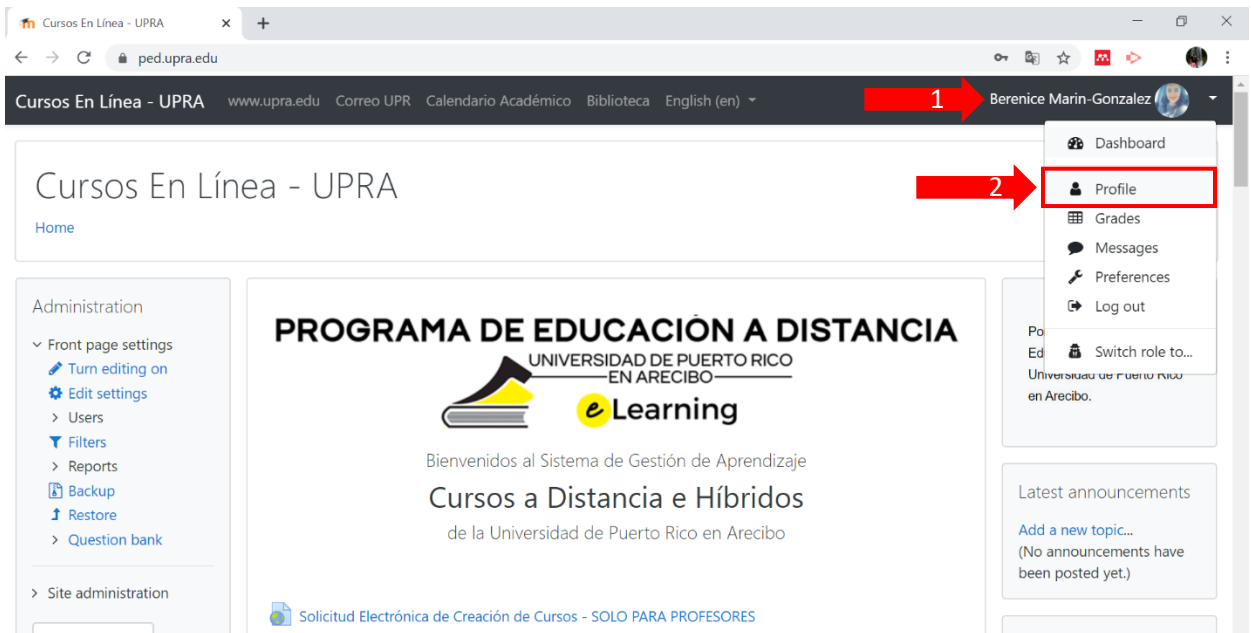 Cursos En Línea - UPRA
ped.upra.edu
Cursos En Línea - UPRA www.upra.edu Correo UPR Calendario Académico Biblioteca English (en) 1 Berenice Marin-Gonzalez
Dashboard
2 Profile
Grades
Messages
Preferences
Log out
Switch role to...
Cursos En Línea - UPRA
Home
Administration
Front page settings
Turn editing on
Edit settings
Users
Filters
Reports
Backup
Restore
Question bank
Site administration
PROGRAMA DE EDUCACIÓN A DISTANCIA
UNIVERSIDAD DE PUERTO RICO
EN ARECIBO
e Learning
Bienvenidos al Sistema de Gestión de Aprendizaje
Cursos a Distancia e Híbridos
de la Universidad de Puerto Rico en Arecibo
Solicitud Electrónica de Creación de Cursos - SOLO PARA PROFESORES
Po
Ed
Universidad de Puerto Rico
en Arecibo.
Latest announcements
Add a new topic...
(No announcements have
been posted yet.)